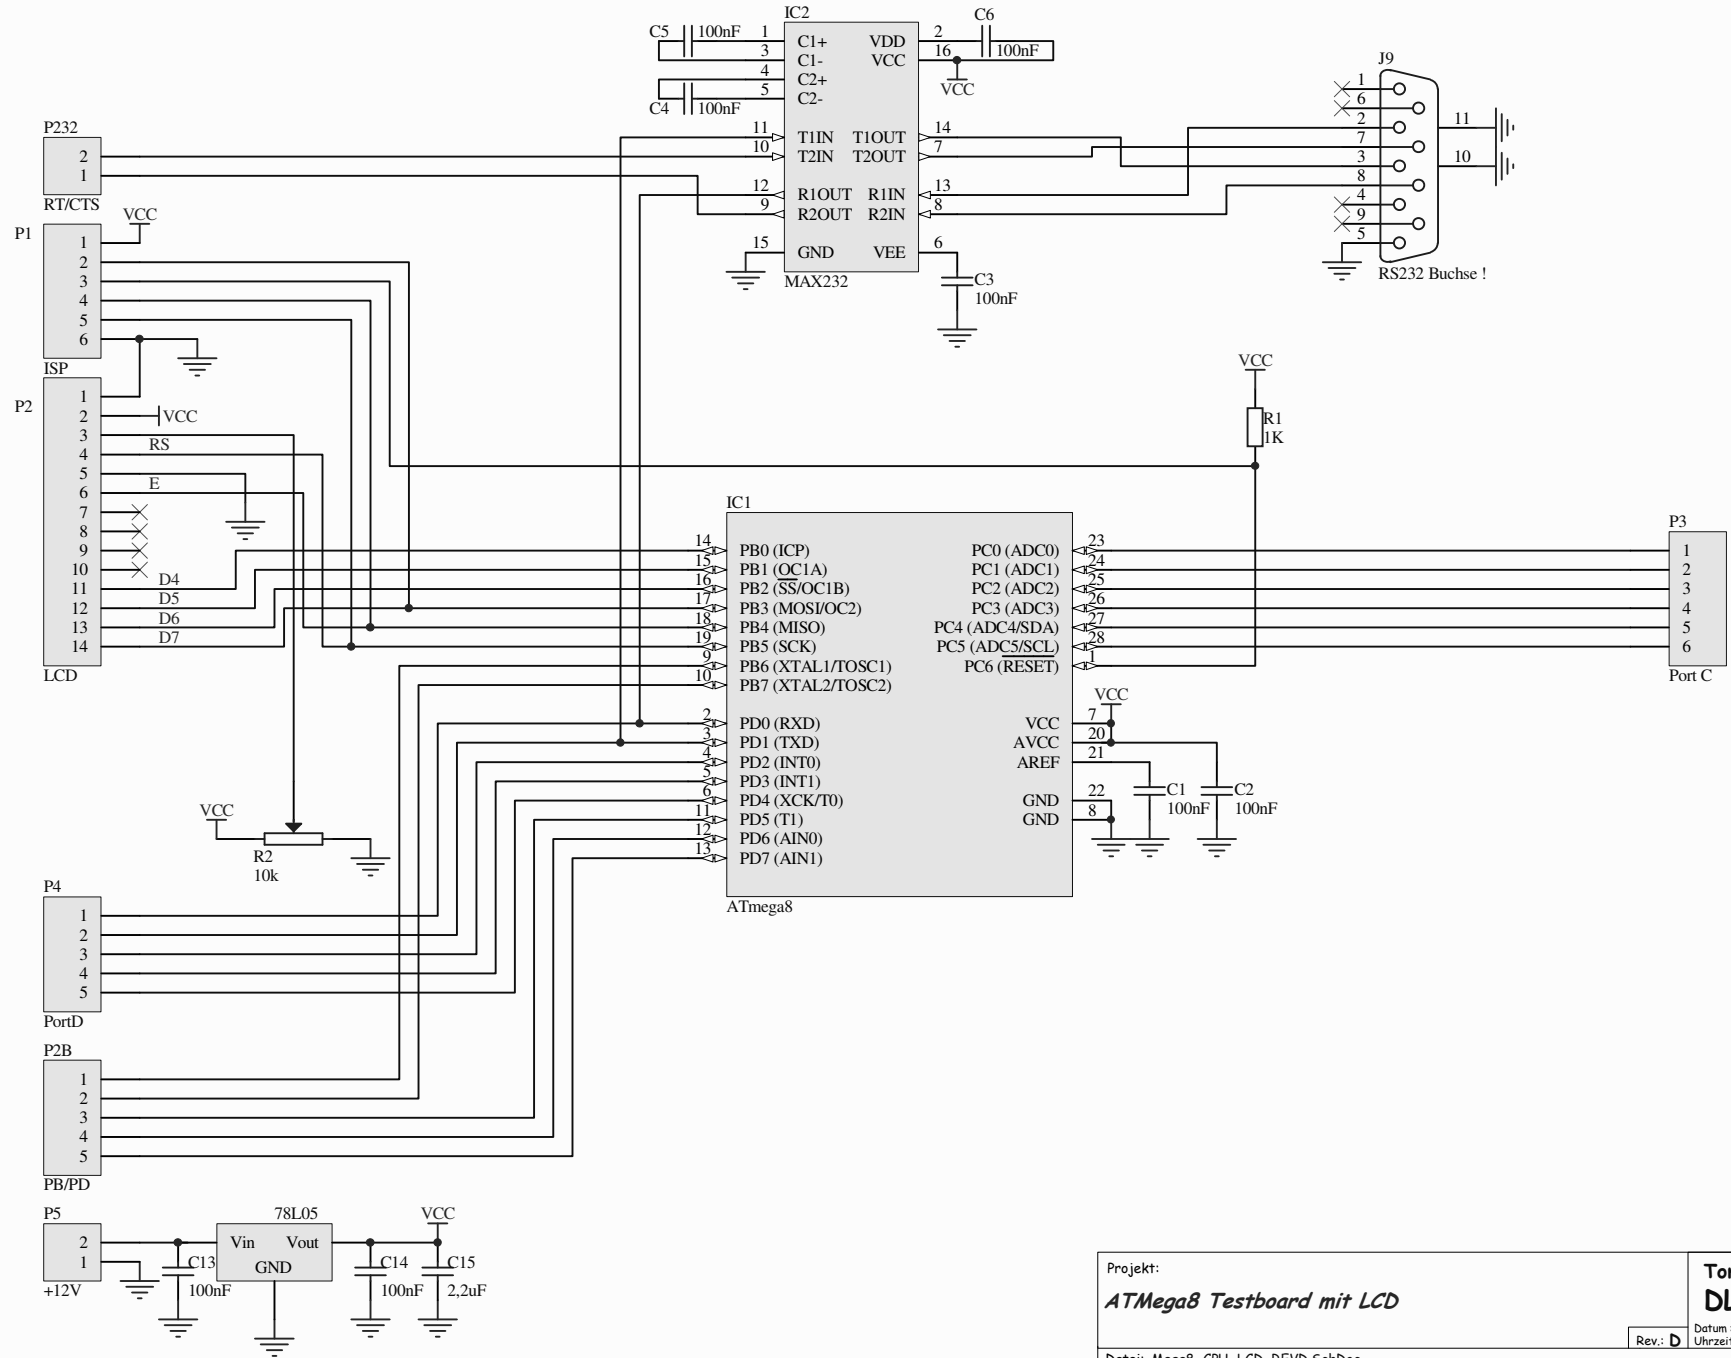 IC2
C5 100nF 1 C1+ VDD 2 C6 100nF
3 C1- VCC 16 VCC
4 C2+
C4 100nF 5 C2-
11 T1IN T1OUT 14
10 T2IN T2OUT 7
12 R1OUT R1IN 13
9 R2OUT R2IN 8
15 GND VEE 6
MAX232
C3
100nF
J9
1
6
2
7
3
8
4
9
5
11
10
RS232 Buchse !
P232
2
1
RT/CTS
P1
VCC
1
2
3
4
5
6
ISP
P2
1
2 VCC
3
4 RS
5
6 E
7
8
9
10
11 D4
12 D5
13 D6
14 D7
LCD
VCC
R1
1K
IC1
14 PB0 (ICP) PC0 (ADC0) 23
15 PB1 (OC1A) PC1 (ADC1) 24
16 PB2 (SS/OC1B) PC2 (ADC2) 25
17 PB3 (MOSI/OC2) PC3 (ADC3) 26
18 PB4 (MISO) PC4 (ADC4/SDA) 27
19 PB5 (SCK) PC5 (ADC5/SCL) 28
9 PB6 (XTAL1/TOSC1) PC6 (RESET) 1
10 PB7 (XTAL2/TOSC2)
VCC
2 PD0 (RXD) VCC 7
3 PD1 (TXD) AVCC 20
4 PD2 (INT0) AREF 21
5 PD3 (INT1)
6 PD4 (XCK/T0) GND 22
11 PD5 (T1) GND 8
12 PD6 (AIN0)
13 PD7 (AIN1)
ATmega8
C1
100nF
C2
100nF
P3
1
2
3
4
5
6
Port C
VCC
R2
10k
P4
1
2
3
4
5
PortD
P2B
1
2
3
4
5
PB/PD
P5
2
1
+12V
78L05
Vin Vout
GND
VCC
C13
100nF
C14
100nF
C15
2,2uF
Projekt:
ATMega8 Testboard mit LCD
Rev.: D
Datum